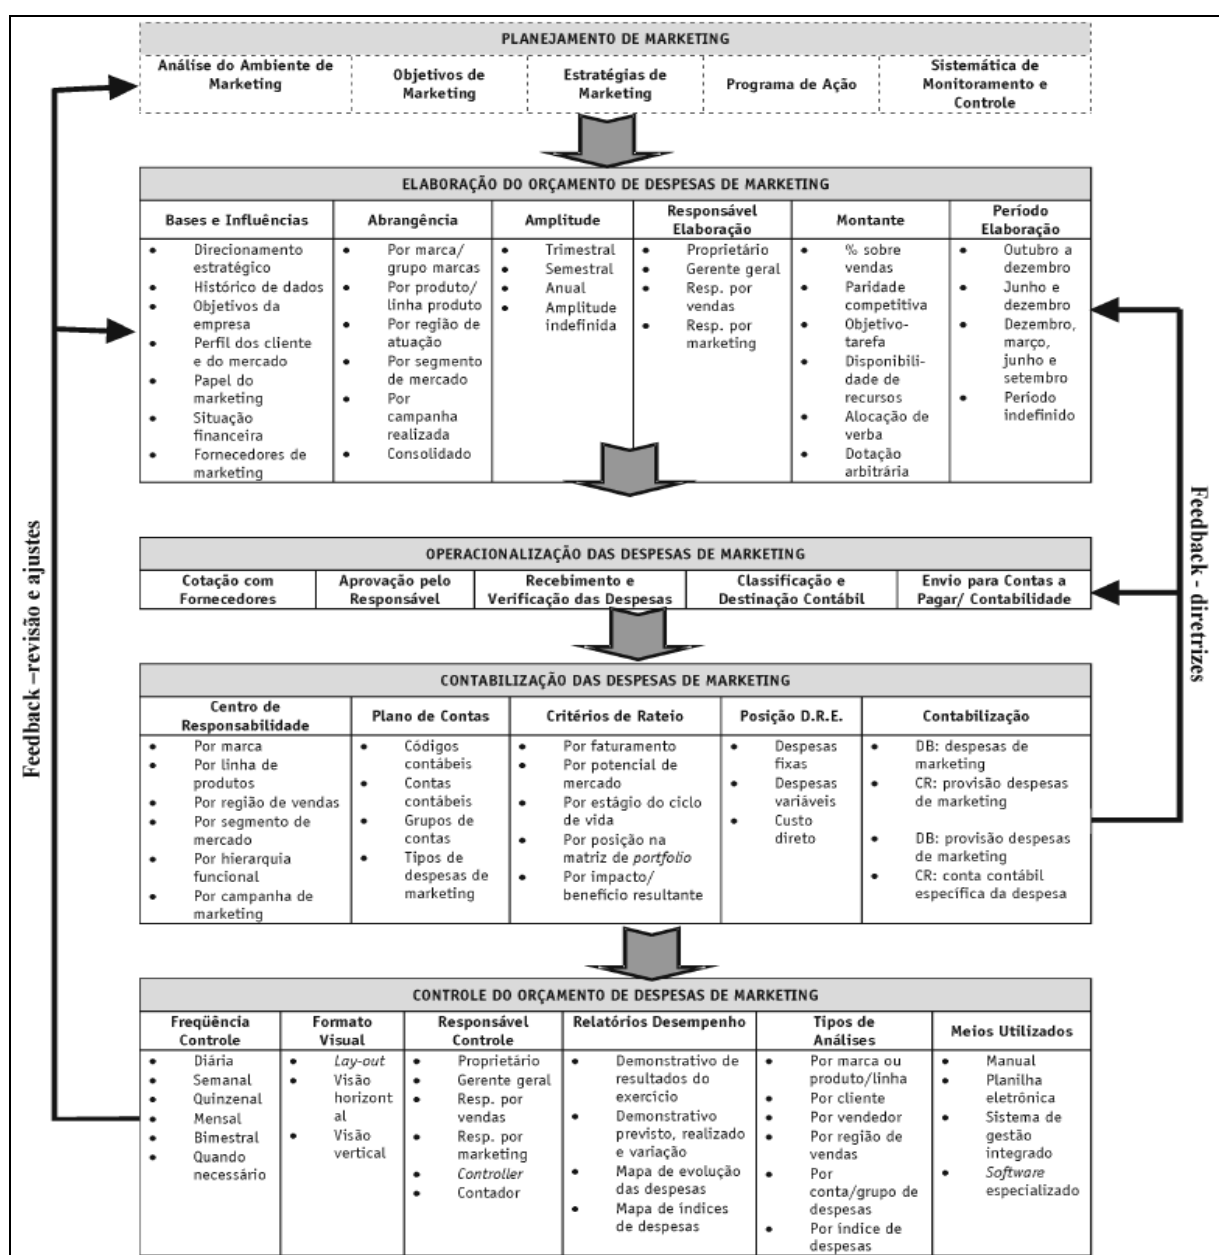 PLANEJAMENTO DE MARKETING
Análise do Ambiente de
Marketing
Objetivos de
Marketing
Estratégias de
Marketing
Programa de Ação
Sistemática de
Monitoramento e
Controle
ELABORAÇÃO DO ORÇAMENTO DE DESPESAS DE MARKETING
Bases e Influências
• Direcionamento
estratégico
• Histórico de dados
• Objetivos da
empresa
• Perfil dos cliente
e do mercado
• Papel do
marketing
• Situação
financeira
• Fornecedores de
marketing
Abrangência
• Por marca/
grupo marcas
• Por produto/
linha produto
• Por região de
atuação
• Por segmento
de mercado
• Por
campanha
realizada
• Consolidado
Amplitude
• Trimestral
• Semestral
• Anual
• Amplitude
indefinida
Responsável
Elaboração
• Proprietário
• Gerente geral
• Resp. por
vendas
• Resp. por
marketing
Montante
• % sobre
vendas
• Paridade
competitiva
• Objetivo-
tarefa
• Disponibili-
dade de
recursos
• Alocação de
verba
• Dotação
arbitrária
Período
Elaboração
• Outubro a
dezembro
• Junho e
dezembro
• Dezembro,
março,
junho e
setembro
• Período
indefinido
OPERACIONALIZAÇÃO DAS DESPESAS DE MARKETING
Cotação com
Fornecedores
Aprovação pelo
Responsável
Recebimento e
Verificação das Despesas
Classificação e
Destinação Contábil
Envio para Contas a
Pagar/ Contabilidade
CONTABILIZAÇÃO DAS DESPESAS DE MARKETING
Centro de
Responsabilidade
• Por marca
• Por linha de
produtos
• Por região de vendas
• Por segmento de
mercado
• Por hierarquia
funcional
• Por campanha de
marketing
Plano de Contas
• Códigos
contábeis
• Contas
contábeis
• Grupos de
contas
• Tipos de
despesas de
marketing
Critérios de Rateio
• Por faturamento
• Por potencial de
mercado
• Por estágio do ciclo
de vida
• Por posição na
matriz de portfolio
• Por impacto/
benefício resultante
Posição D.R.E.
• Despesas
fixas
• Despesas
variáveis
• Custo
direto
Contabilização
• DB: despesas de
marketing
• CR: provisão despesas
de marketing
• DB: provisão despesas
de marketing
• CR: conta contábil
específica da despesa
CONTROLE DO ORÇAMENTO DE DESPESAS DE MARKETING
Freqüência
Controle
• Diária
• Semanal
• Quinzenal
• Mensal
• Bimestral
• Quando
necessário
Formato
Visual
• Lay-out
• Visão
horizont
al
• Visão
vertical
Responsável
Controle
• Proprietário
• Gerente geral
• Resp. por
vendas
• Resp. por
marketing
• Controller
• Contador
Relatórios Desempenho
• Demonstrativo de
resultados do
exercício
• Demonstrativo
previsto, realizado
e variação
• Mapa de evolução
das despesas
• Mapa de índices
de despesas
Tipos de
Análises
• Por marca ou
produto/linha
• Por cliente
• Por vendedor
• Por região de
vendas
• Por
conta/grupo de
despesas
• Por índice de
despesas
Meios Utilizados
• Manual
• Planilha
eletrônica
• Sistema de
gestão
integrado
• Software
especializado
Feedback –revisão e ajustes
Feedback - diretrizes